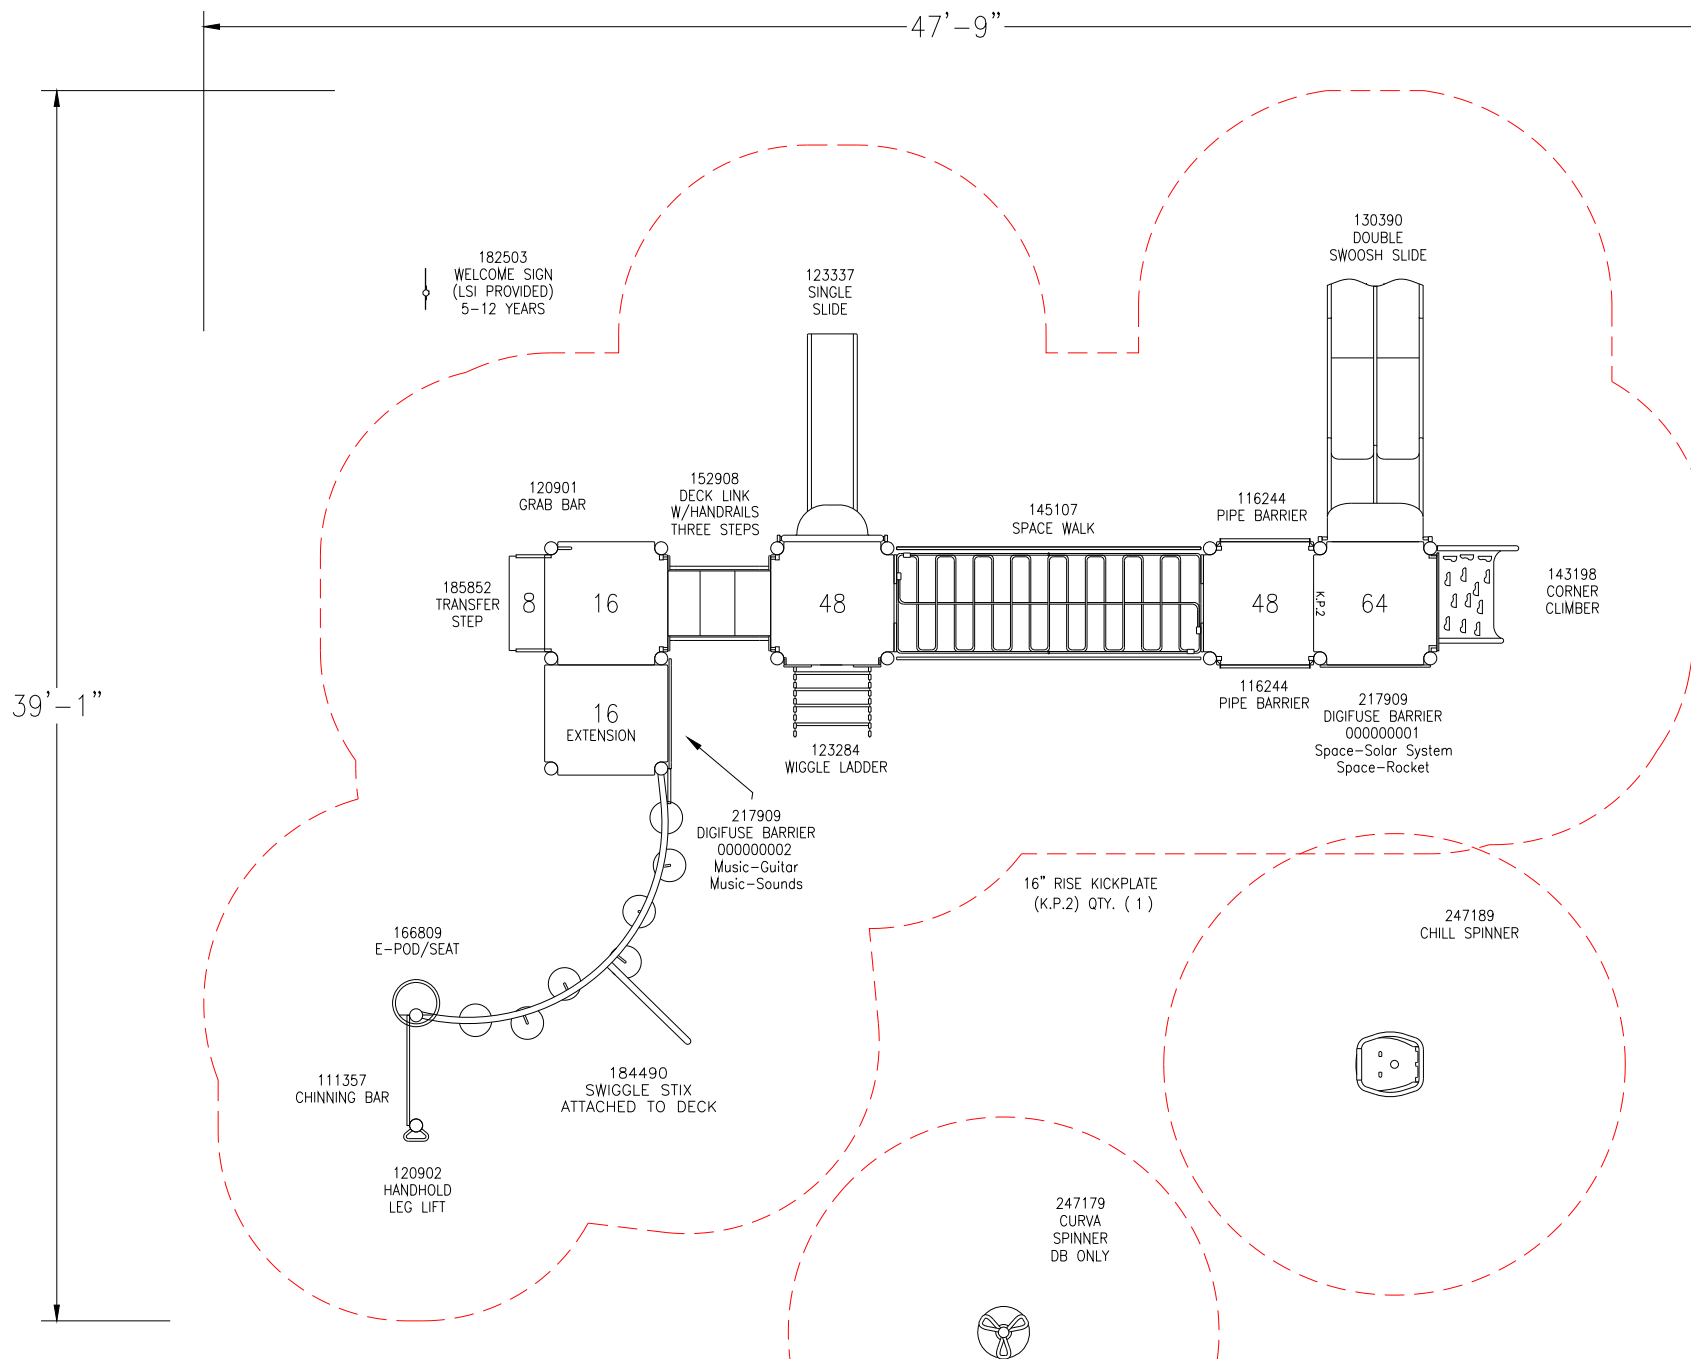 47'-9"
39'-1"
182503
WELCOME SIGN
(LSI PROVIDED)
5-12 YEARS
123337
SINGLE
SLIDE
130390
DOUBLE
SWOOSH SLIDE
120901
GRAB BAR
152908
DECK LINK
W/HANDRAILS
THREE STEPS
145107
SPACE WALK
116244
PIPE BARRIER
185852
TRANSFER
STEP
8
16
48
48
K.P.2
64
143198
CORNER
CLIMBER
16
EXTENSION
123284
WIGGLE LADDER
116244
PIPE BARRIER
217909
DIGIFUSE BARRIER
000000001
Space-Solar System
Space-Rocket
217909
DIGIFUSE BARRIER
000000002
Music-Guitar
Music-Sounds
16" RISE KICKPLATE
(K.P.2) QTY. ( 1 )
166809
E-POD/SEAT
247189
CHILL SPINNER
111357
CHINNING BAR
184490
SWIGGLE STIX
ATTACHED TO DECK
120902
HANDHOLD
LEG LIFT
247179
CURVA
SPINNER
DB ONLY